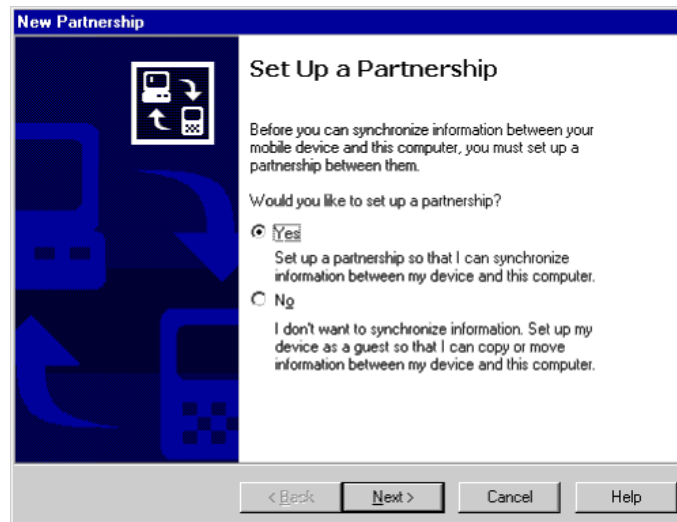 New Partnership
Set Up a Partnership
Before you can synchronize information between your
mobile device and this computer, you must set up a
partnership between them.
Would you like to set up a partnership?
Yes
Set up a partnership so that I can synchronize
information between my device and this computer.
No
I don't want to synchronize information. Set up my
device as a guest so that I can copy or move
information between my device and this computer.
< Back
Next >
Cancel
Help